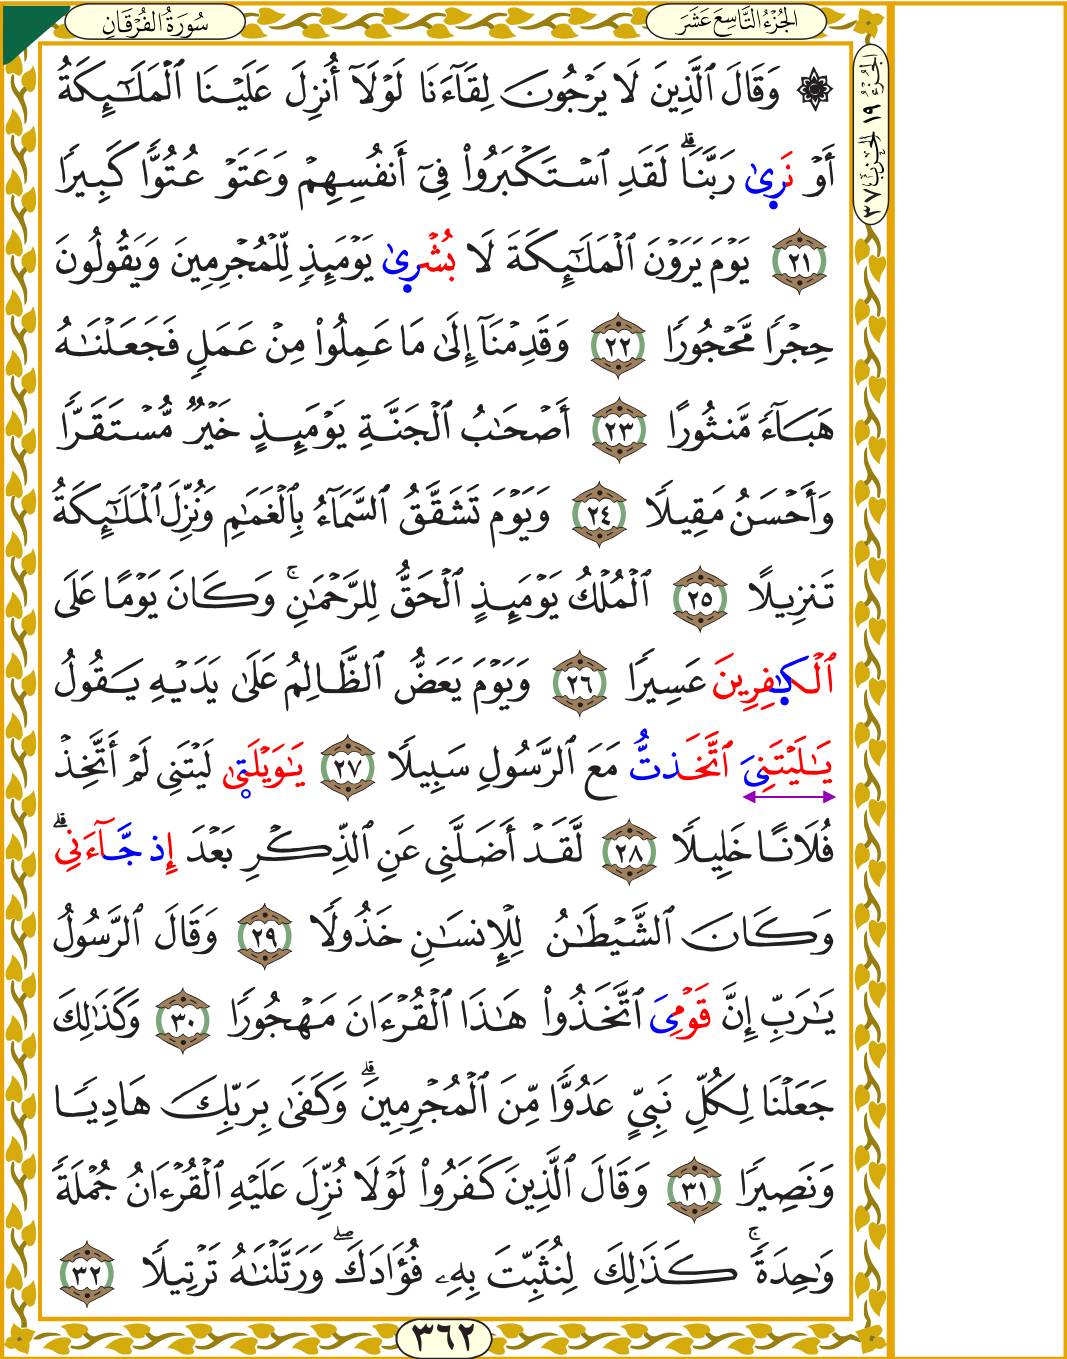 سُورَةُ الفُرْقَانِ
الجُزْءُ التَّاسِعَ عَشَرَ
الجُزْءُ ١٩ الحِزْبُ ٣٧
۞ وَقَالَ ٱلَّذِينَ لَا يَرْجُونَ لِقَآءَنَا لَوْلَآ أُنزِلَ عَلَيْنَا ٱلْمَلَـٰٓئِكَةُ
أَوْ نَرٜىٰ رَبَّنَاۗ لَقَدِ ٱسْتَكْبَرُوا۟ فِىٓ أَنفُسِهِمْ وَعَتَوْ عُتُوًّا كَبِيرًا
٢١ يَوْمَ يَرَوْنَ ٱلْمَلَـٰٓئِكَةَ لَا بُشْرٜىٰ يَوْمَئِذٍ لِّلْمُجْرِمِينَ وَيَقُولُونَ
حِجْرًا مَّحْجُورًا ٢٢ وَقَدِمْنَآ إِلَىٰ مَا عَمِلُوا۟ مِنْ عَمَلٍ فَجَعَلْنَـٰهُ
هَبَآءً مَّنثُورًا ٢٣ أَصْحَـٰبُ ٱلْجَنَّةِ يَوْمَئِذٍ خَيْرٌ مُّسْتَقَرًّا
وَأَحْسَنُ مَقِيلًا ٢٤ وَيَوْمَ تَشَقَّقُ ٱلسَّمَآءُ بِٱلْغَمَـٰمِ وَنُزِّلَ ٱلْمَلَـٰٓئِكَةُ
تَنزِيلًا ٢٥ ٱلْمُلْكُ يَوْمَئِذٍ ٱلْحَقُّ لِلرَّحْمَـٰنِۚ وَكَانَ يَوْمًا عَلَى
ٱلْكـٰٜفِرِينَ عَسِيرًا ٢٦ وَيَوْمَ يَعَضُّ ٱلظَّالِمُ عَلَىٰ يَدَيْهِ يَقُولُ
يَـٰلَيْتَنِىَ ٱتَّخَذتُّ مَعَ ٱلرَّسُولِ سَبِيلًا ٢٧ يَـٰوَيْلَتٜىٰ لَيْتَنِى لَمْ أَتَّخِذْ
فُلَانًا خَلِيلًا ٢٨ لَّقَدْ أَضَلَّنِى عَنِ ٱلذِّكْرِ بَعْدَ إِذ جَّآءَنِىۗ
وَكَانَ ٱلشَّيْطَـٰنُ لِلْإِنسَـٰنِ خَذُولًا ٢٩ وَقَالَ ٱلرَّسُولُ
يَـٰرَبِّ إِنَّ قَوْمِىَ ٱتَّخَذُوا۟ هَـٰذَا ٱلْقُرْءَانَ مَهْجُورًا ٣٠ وَكَذَٰلِكَ
جَعَلْنَا لِكُلِّ نَبِىٍّ عَدُوًّا مِّنَ ٱلْمُجْرِمِينَۗ وَكَفَىٰ بِرَبِّكَ هَادِيًا
وَنَصِيرًا ٣١ وَقَالَ ٱلَّذِينَ كَفَرُوا۟ لَوْلَا نُزِّلَ عَلَيْهِ ٱلْقُرْءَانُ جُمْلَةً
وَٰحِدَةًۚ كَذَٰلِكَ لِنُثَبِّتَ بِهِۦ فُؤَادَكَۖ وَرَتَّلْنَـٰهُ تَرْتِيلًا ٣٢
٣٦٢